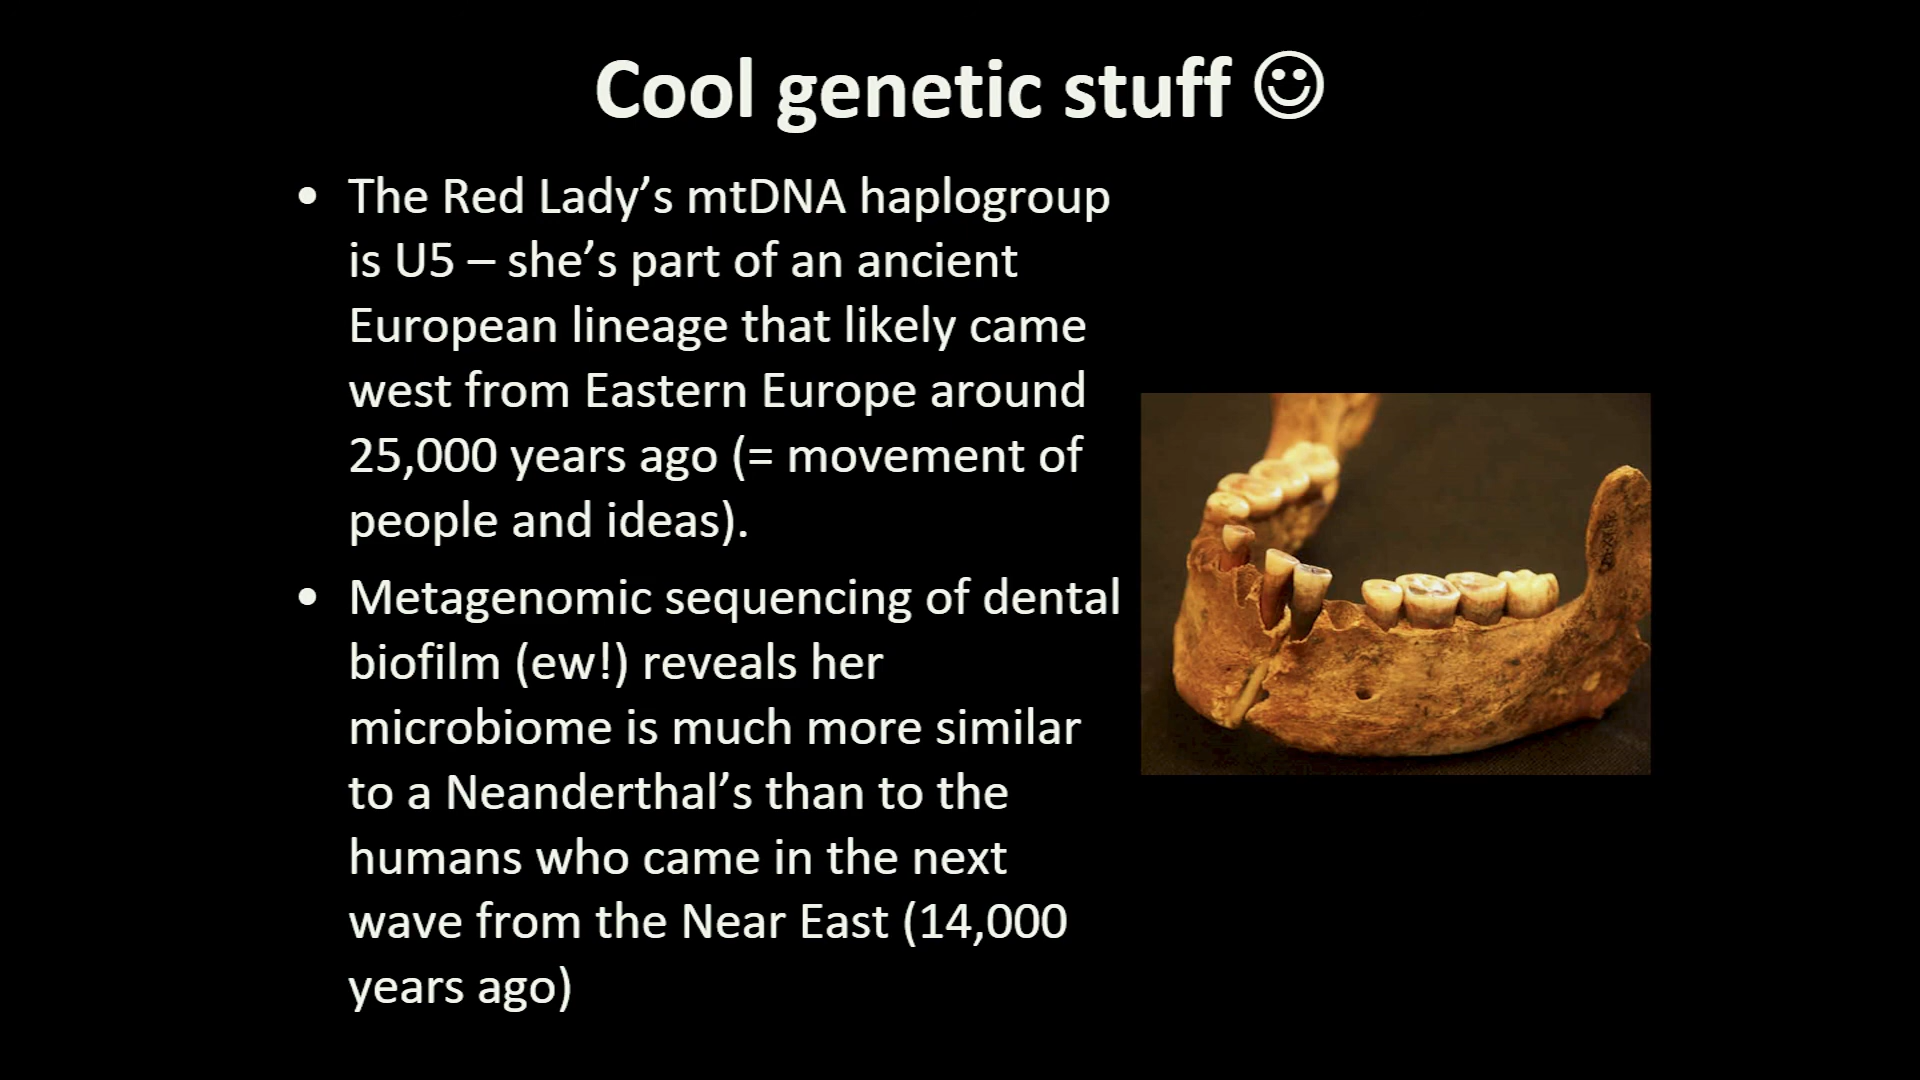 Cool genetic stuff ☺
• The Red Lady’s mtDNA haplogroup
is U5 – she’s part of an ancient
European lineage that likely came
west from Eastern Europe around
25,000 years ago (= movement of
people and ideas).
• Metagenomic sequencing of dental
biofilm (ew!) reveals her
microbiome is much more similar
to a Neanderthal’s than to the
humans who came in the next
wave from the Near East (14,000
years ago)